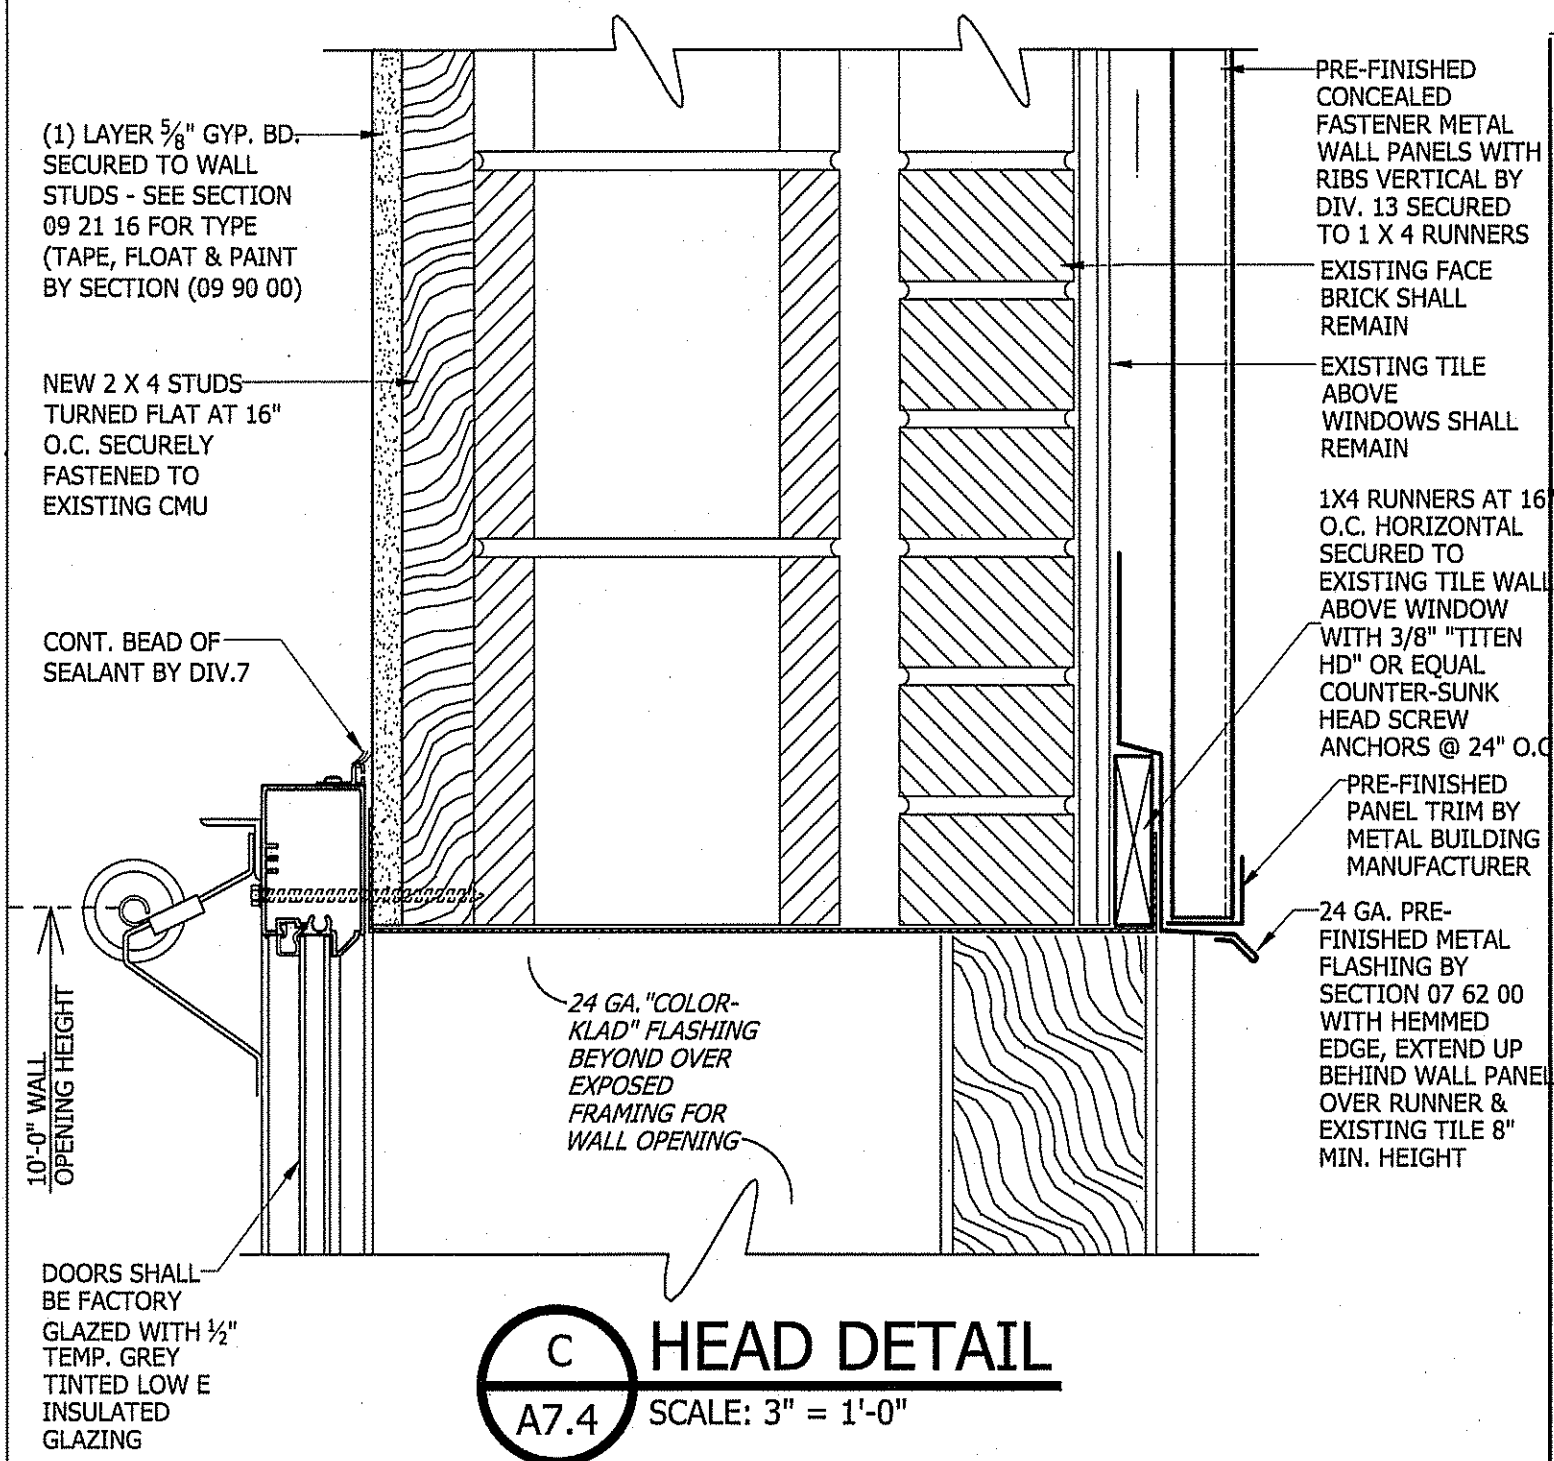 (1) LAYER ⅝" GYP. BD.
SECURED TO WALL
STUDS - SEE SECTION
09 21 16 FOR TYPE
(TAPE, FLOAT & PAINT
BY SECTION (09 90 00)
NEW 2 X 4 STUDS
TURNED FLAT AT 16"
O.C. SECURELY
FASTENED TO
EXISTING CMU
CONT. BEAD OF
SEALANT BY DIV.7
10'-0" WALL
OPENING HEIGHT
DOORS SHALL
BE FACTORY
GLAZED WITH ½"
TEMP. GREY
TINTED LOW E
INSULATED
GLAZING
24 GA. "COLOR-
KLAD" FLASHING
BEYOND OVER
EXPOSED
FRAMING FOR
WALL OPENING
PRE-FINISHED
CONCEALED
FASTENER METAL
WALL PANELS WITH
RIBS VERTICAL BY
DIV. 13 SECURED
TO 1 X 4 RUNNERS
EXISTING FACE
BRICK SHALL
REMAIN
EXISTING TILE
ABOVE
WINDOWS SHALL
REMAIN
1X4 RUNNERS AT 16"
O.C. HORIZONTAL
SECURED TO
EXISTING TILE WALL
ABOVE WINDOW
WITH 3/8" "TITEN
HD" OR EQUAL
COUNTER-SUNK
HEAD SCREW
ANCHORS @ 24" O.C
PRE-FINISHED
PANEL TRIM BY
METAL BUILDING
MANUFACTURER
24 GA. PRE-
FINISHED METAL
FLASHING BY
SECTION 07 62 00
WITH HEMMED
EDGE, EXTEND UP
BEHIND WALL PANEL
OVER RUNNER &
EXISTING TILE 8"
MIN. HEIGHT
C
A7.4
HEAD DETAIL
SCALE: 3" = 1'-0"